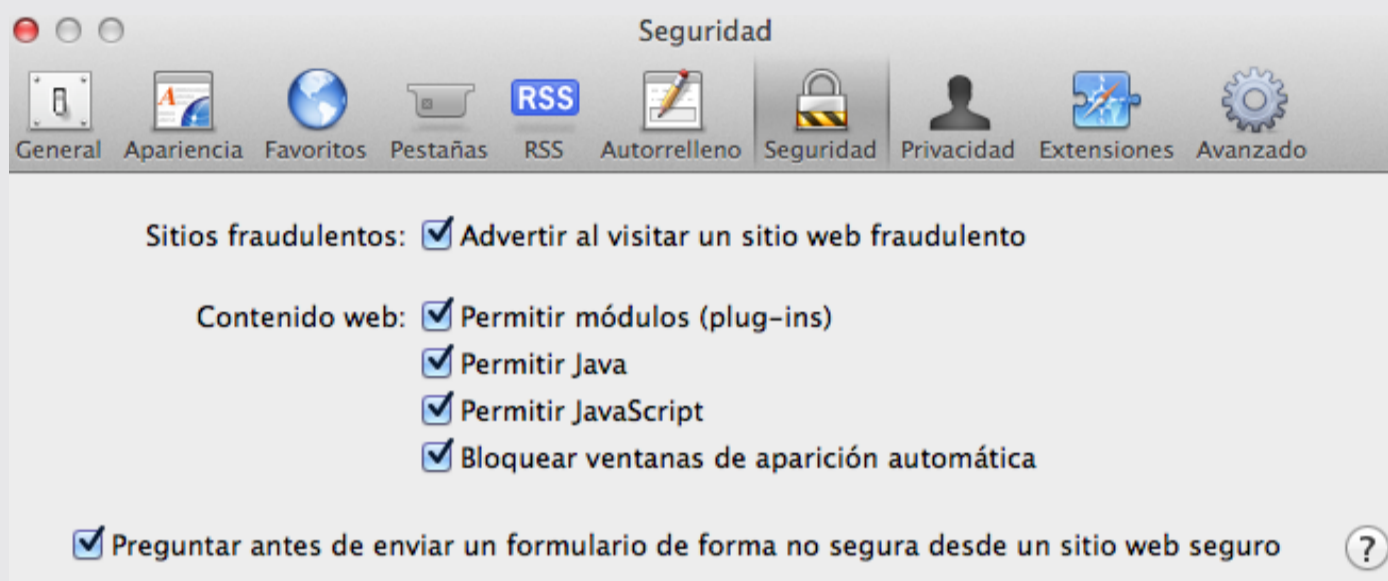 Seguridad
RSS
General Apariencia Favoritos Pestañas RSS Autorrelleno Seguridad Privacidad Extensiones Avanzado
Sitios fraudulentos: Advertir al visitar un sitio web fraudulento
Contenido web: Permitir módulos (plug-ins)
Permitir Java
Permitir JavaScript
Bloquear ventanas de aparición automática
Preguntar antes de enviar un formulario de forma no segura desde un sitio web seguro ?